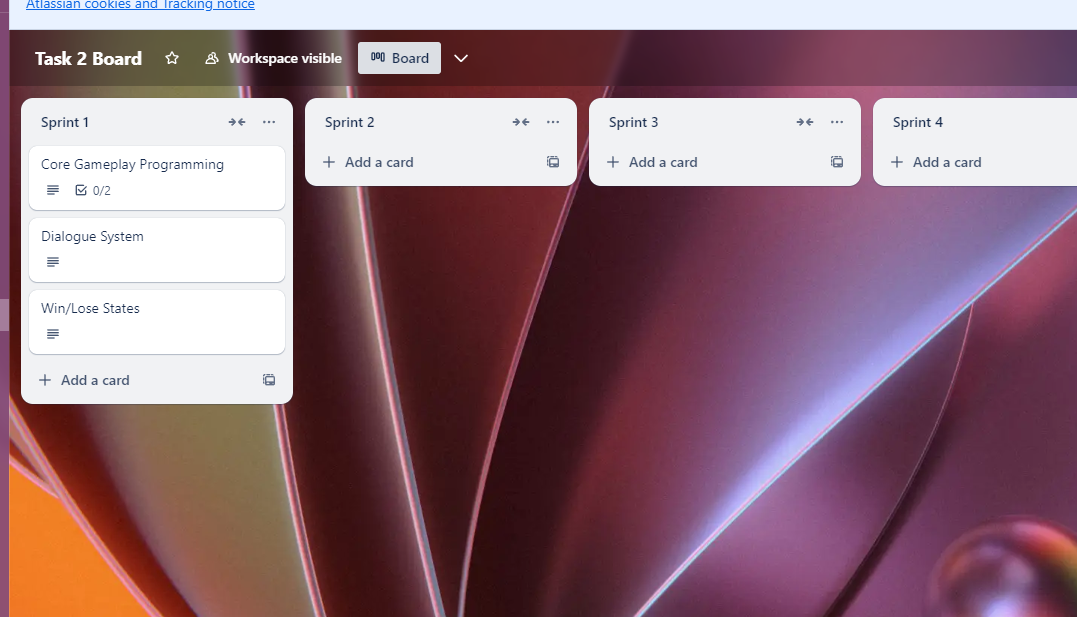 Atlassian cookies and Tracking notice
Task 2 Board
Workspace visible
Board
Sprint 1
Core Gameplay Programming
0/2
Dialogue System
Win/Lose States
Add a card
Sprint 2
Add a card
Sprint 3
Add a card
Sprint 4
Add a card